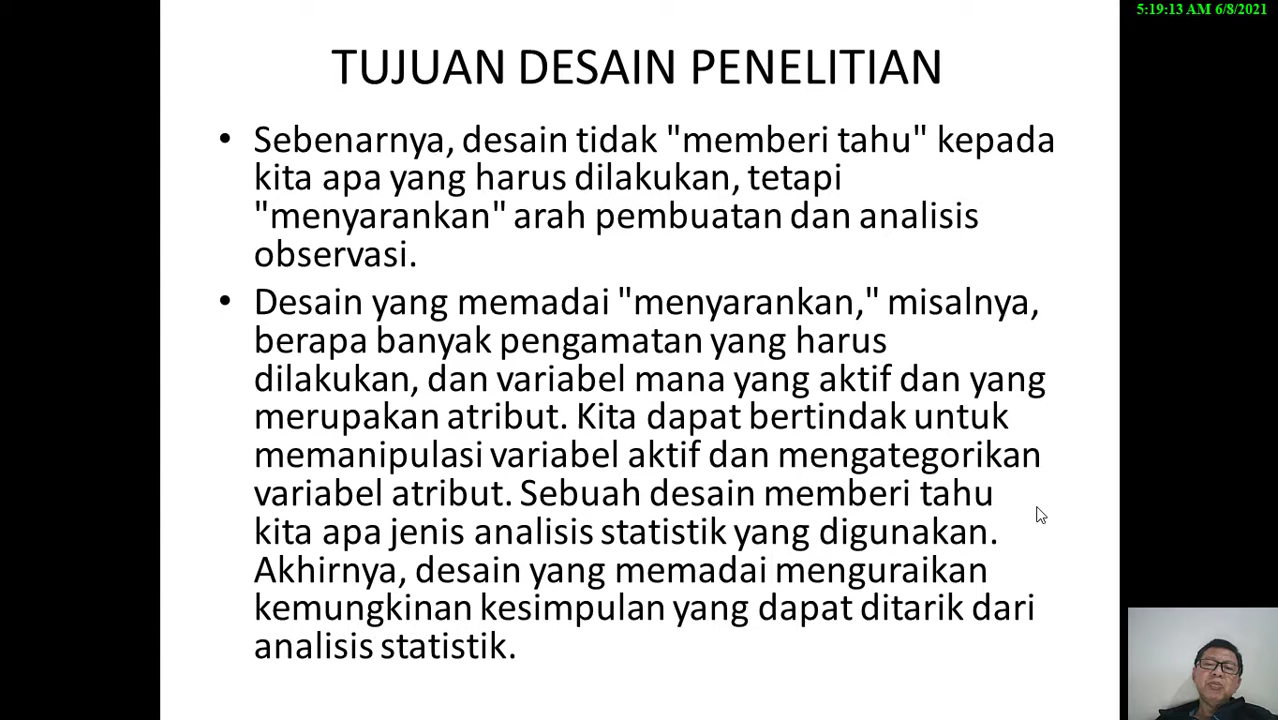 5:19:13 AM 6/8/2021
TUJUAN DESAIN PENELITIAN
• Sebenarnya, desain tidak "memberi tahu" kepada
kita apa yang harus dilakukan, tetapi
"menyarankan" arah pembuatan dan analisis
observasi.
• Desain yang memadai "menyarankan," misalnya,
berapa banyak pengamatan yang harus
dilakukan, dan variabel mana yang aktif dan yang
merupakan atribut. Kita dapat bertindak untuk
memanipulasi variabel aktif dan mengategorikan
variabel atribut. Sebuah desain memberi tahu
kita apa jenis analisis statistik yang digunakan.
Akhirnya, desain yang memadai menguraikan
kemungkinan kesimpulan yang dapat ditarik dari
analisis statistik.